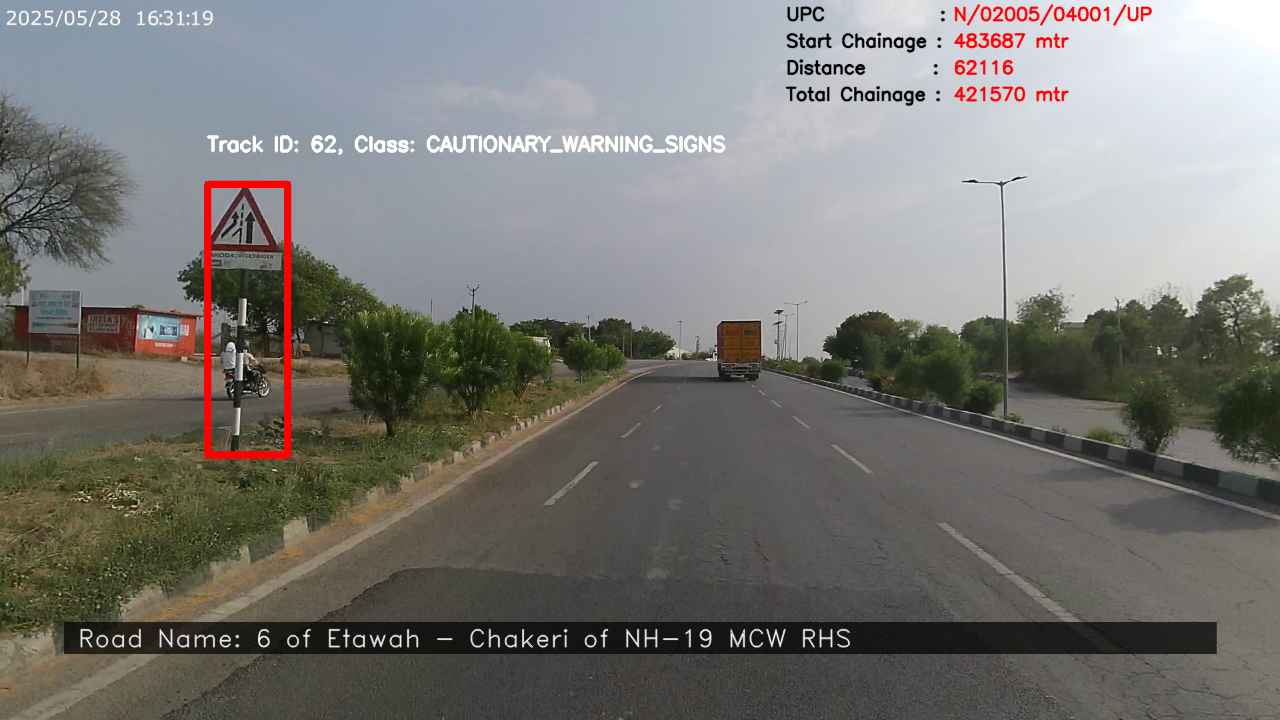 2025/05/28 16:31:19
UPC : N/02005/04001/UP
Start Chainage : 483687 mtr
Distance : 62116
Total Chainage : 421570 mtr
Track ID: 62, Class: CAUTIONARY_WARNING_SIGNS
Road Name: 6 of Etawah - Chakeri of NH-19 MCW RHS